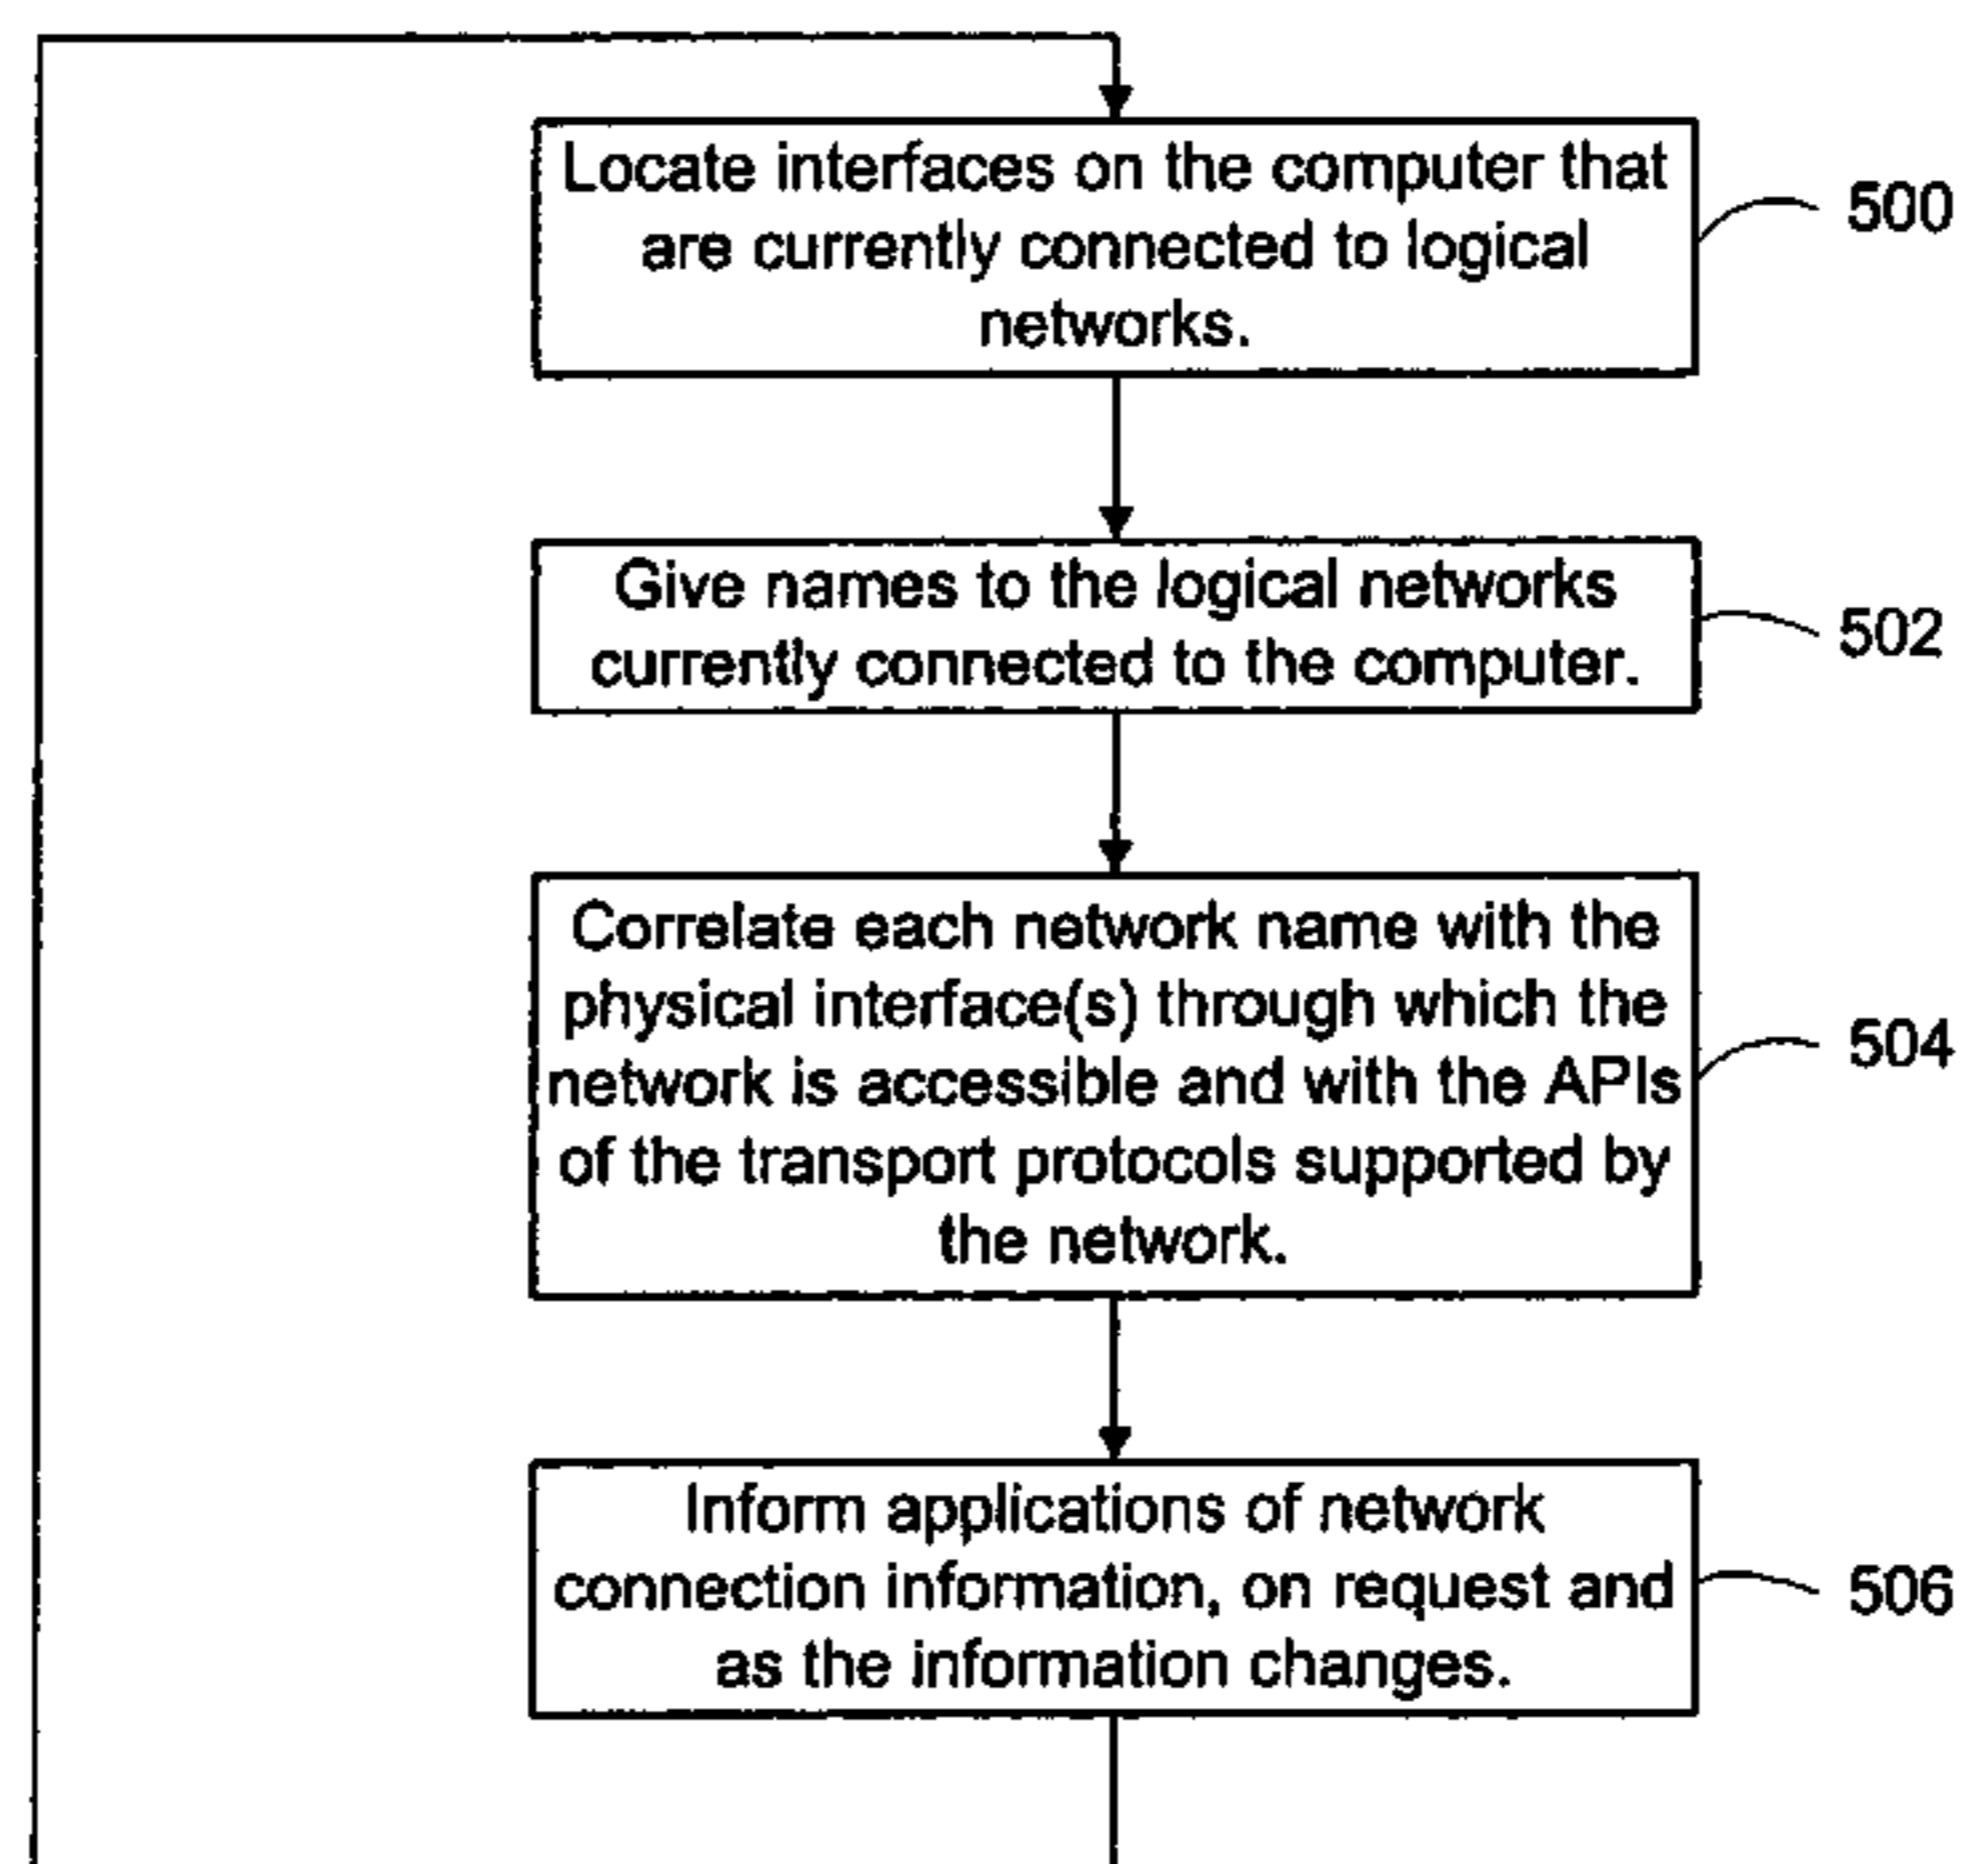 Locate interfaces on the computer that
are currently connected to logical
networks.
500
Give names to the logical networks
currently connected to the computer.
502
Correlate each network name with the
physical interface(s) through which the
network is accessible and with the APIs
of the transport protocols supported by
the network.
504
Inform applications of network
connection information, on request and
as the information changes.
506